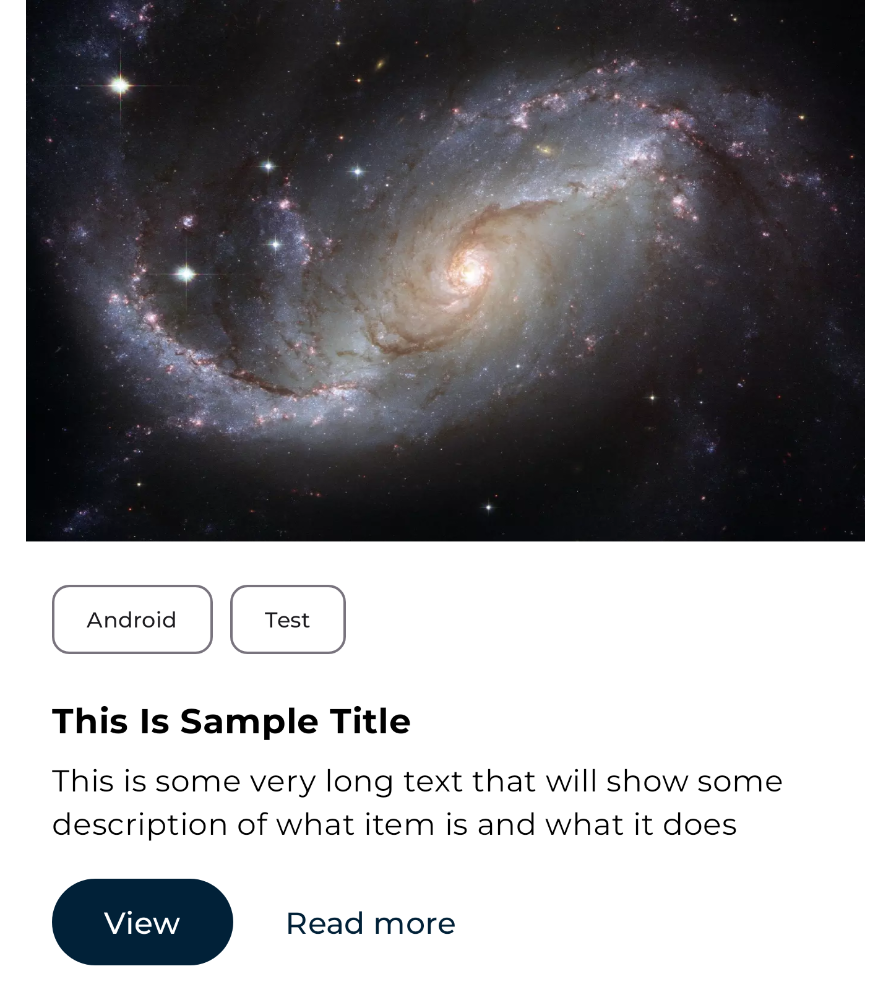 Android
Test
This Is Sample Title
This is some very long text that will show some
description of what item is and what it does
View
Read more